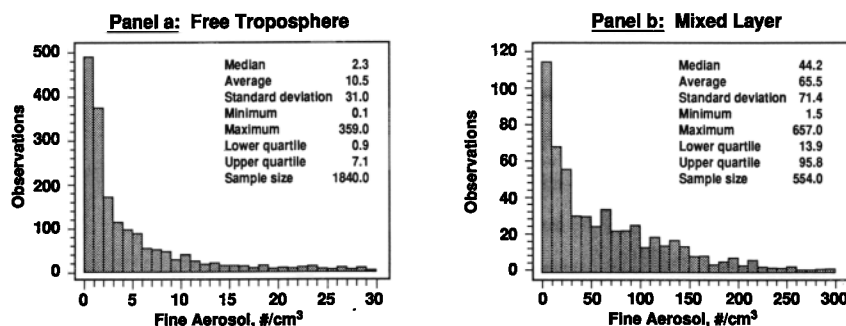 Panel a: Free Troposphere
500
400
300
200
100
0
Observations
Median 2.3
Average 10.5
Standard deviation 31.0
Minimum 0.1
Maximum 359.0
Lower quartile 0.9
Upper quartile 7.1
Sample size 1840.0
0 5 10 15 20 25 30
Fine Aerosol, #/cm³
Panel b: Mixed Layer
120
100
80
60
40
20
0
Observations
Median 44.2
Average 65.5
Standard deviation 71.4
Minimum 1.5
Maximum 657.0
Lower quartile 13.9
Upper quartile 95.8
Sample size 554.0
0 50 100 150 200 250 300
Fine Aerosol, #/cm³